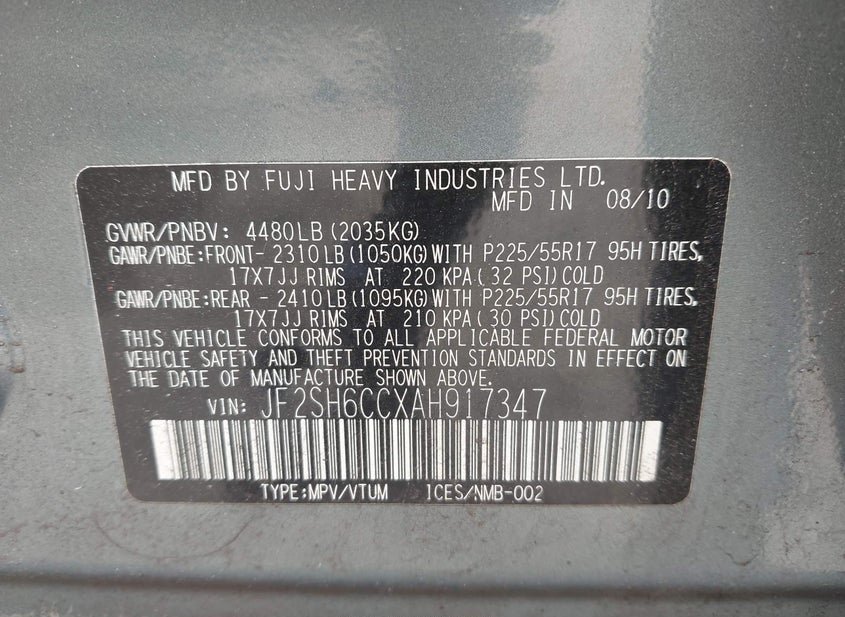 MFD BY FUJI HEAVY INDUSTRIES LTD.
MFD IN 08/10
GVWR/PNBV: 4480LB(2035KG)
GAWR/PNBE:FRONT- 2310LB(1050KG)WITH P225/55R17 95H TIRES,
17X7JJ RIMS AT 220 KPA( 32 PSI)COLD
GAWR/PNBE:REAR - 2410LB(1095KG)WITH P225/55R17 95H TIRES,
17X7JJ RIMS AT 210 KPA( 30 PSI)COLD
THIS VEHICLE CONFORMS TO ALL APPLICABLE FEDERAL MOTOR
VEHICLE SAFETY AND THEFT PREVENTION STANDARDS IN EFFECT ON
THE DATE OF MANUFACTURE SHOWN ABOVE.
VIN: JF2SH6CCXAH917347
TYPE:MPV/VTUM ICES/NMB-002